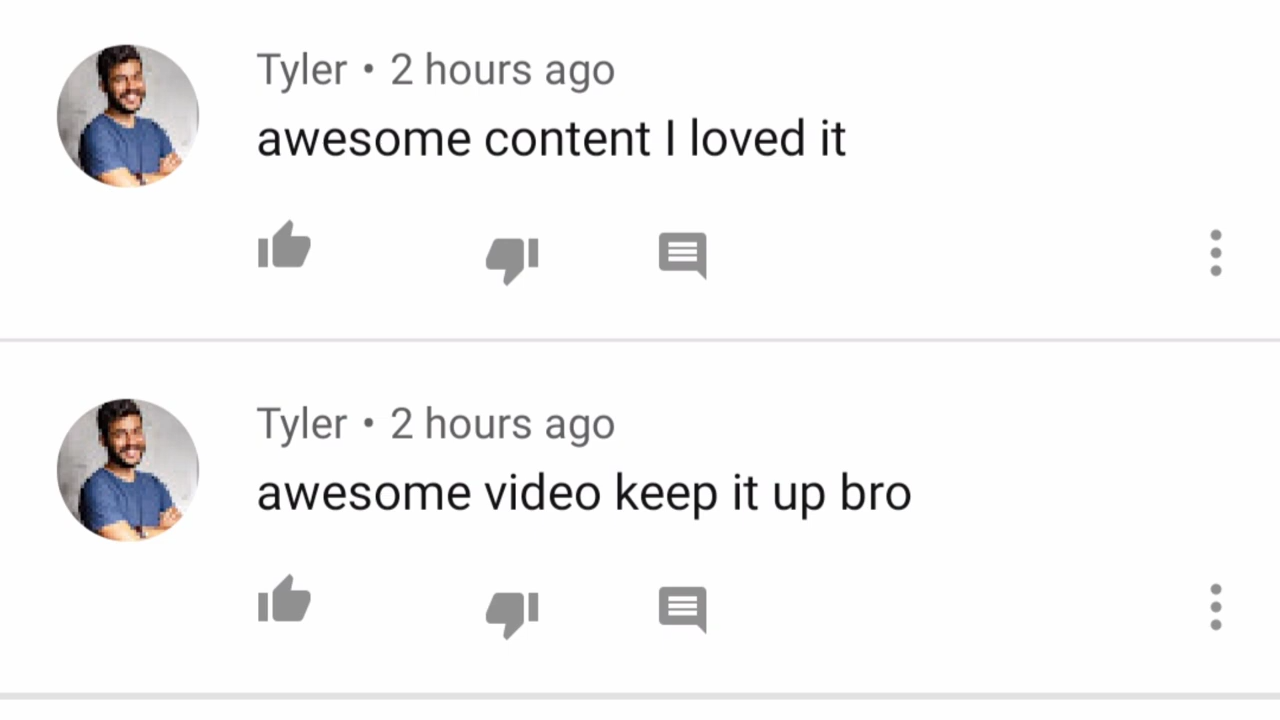 Tyler • 2 hours ago
awesome content I loved it
Tyler • 2 hours ago
awesome video keep it up bro